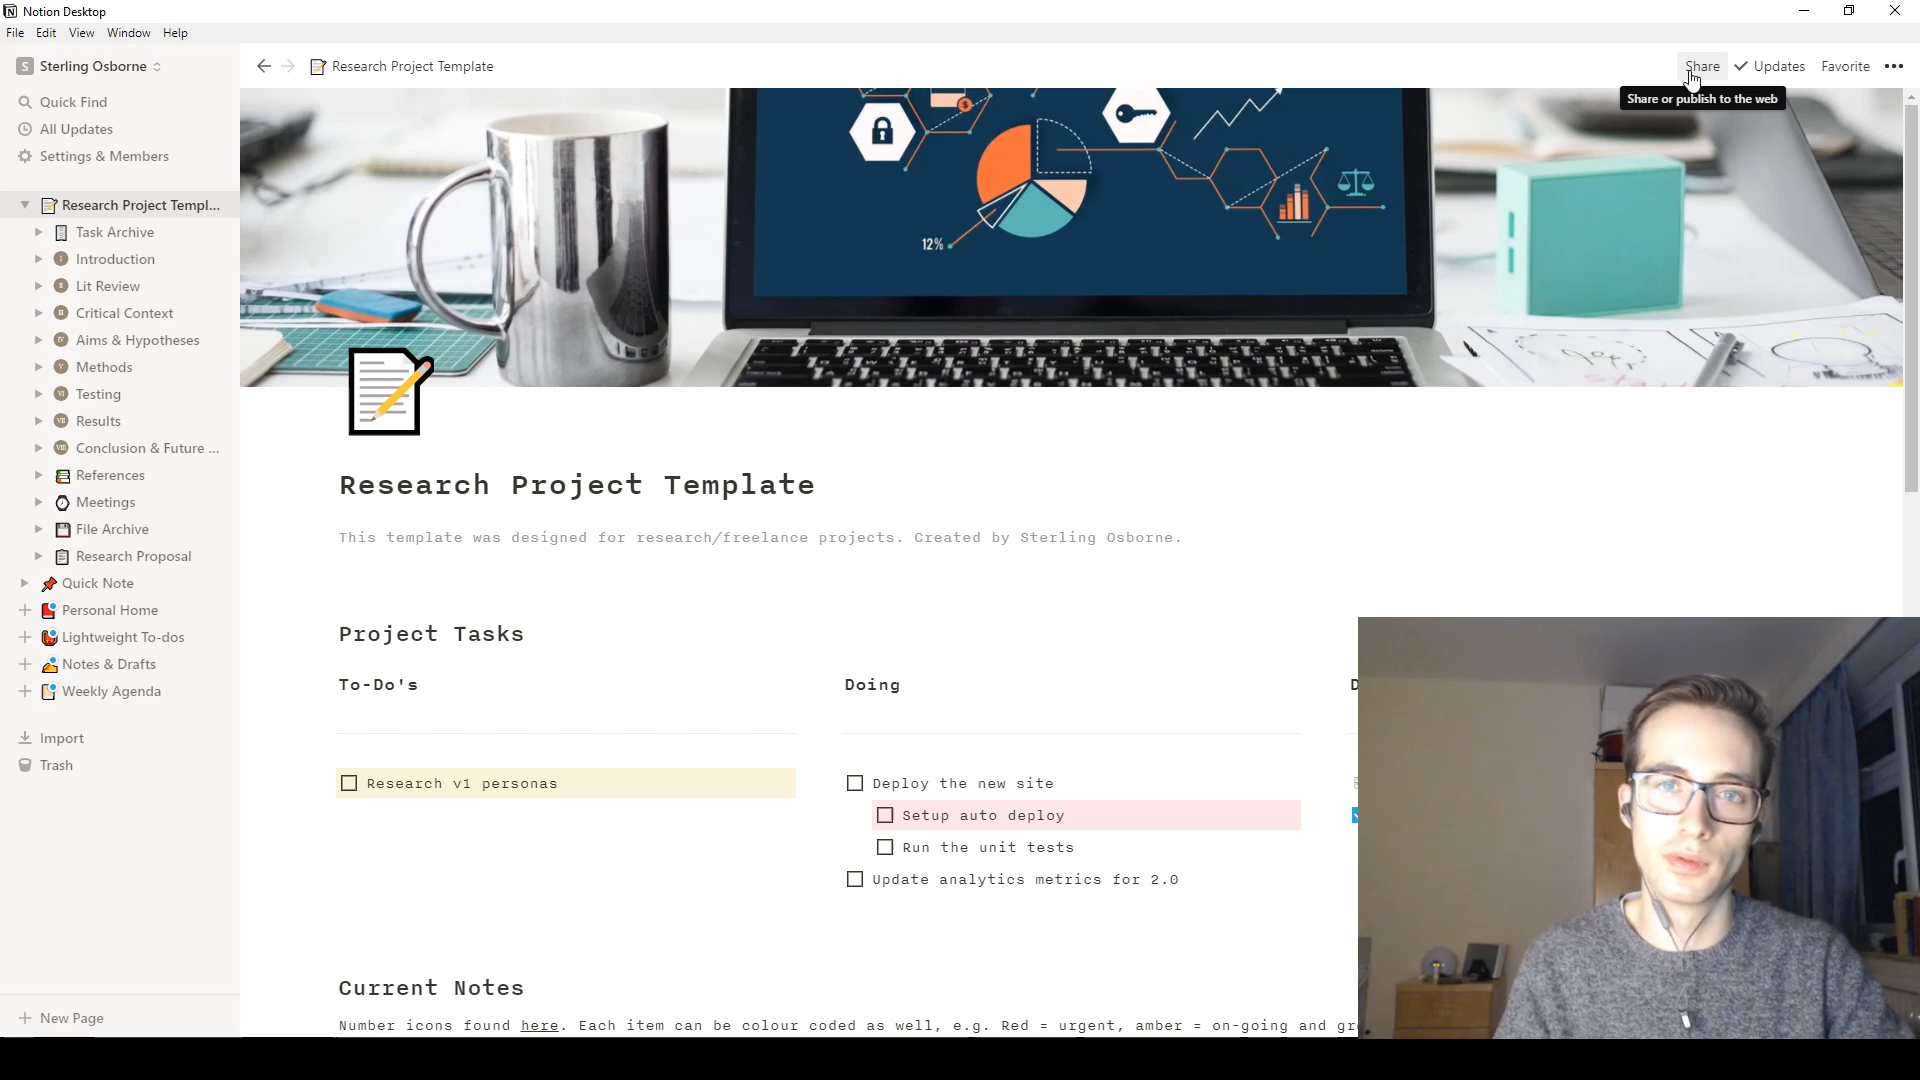 Notion Desktop
File Edit View Window Help
S Sterling Osborne
Research Project Template
Share Updates Favorite
Share or publish to the web
Quick Find
All Updates
Settings & Members
Research Project Templ...
Task Archive
Introduction
Lit Review
Critical Context
Aims & Hypotheses
Methods
Testing
Results
Conclusion & Future ...
References
Meetings
File Archive
Research Proposal
Quick Note
Personal Home
Lightweight To-dos
Notes & Drafts
Weekly Agenda
Import
Trash
New Page
12%
Research Project Template
This template was designed for research/freelance projects. Created by Sterling Osborne.
Project Tasks
To-Do's
Research v1 personas
Doing
Deploy the new site
Setup auto deploy
Run the unit tests
Update analytics metrics for 2.0
Current Notes
Number icons found here. Each item can be colour coded as well, e.g. Red = urgent, amber = on-going and gr